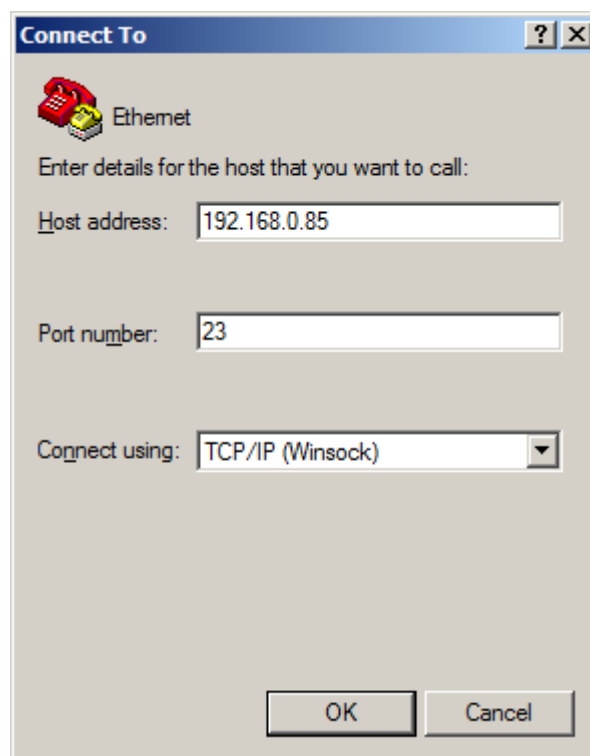 Connect To
Ethernet
Enter details for the host that you want to call:
Host address: 192.168.0.85
Port number: 23
Connect using: TCP/IP (Winsock)
OK Cancel